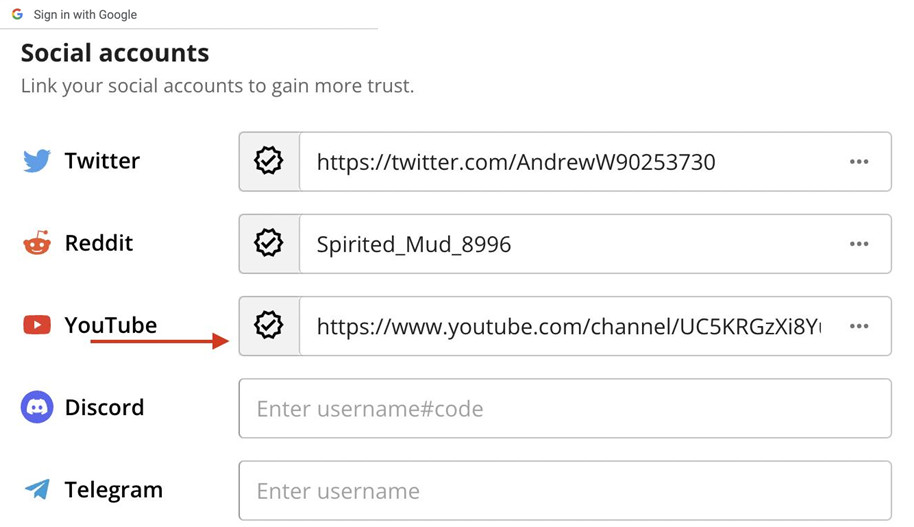 Sign in with Google
Social accounts
Link your social accounts to gain more trust.
Twitter https://twitter.com/AndrewW90253730
Reddit Spirited_Mud_8996
YouTube https://www.youtube.com/channel/UC5KRGzXi8Y
Discord Enter username#code
Telegram Enter username